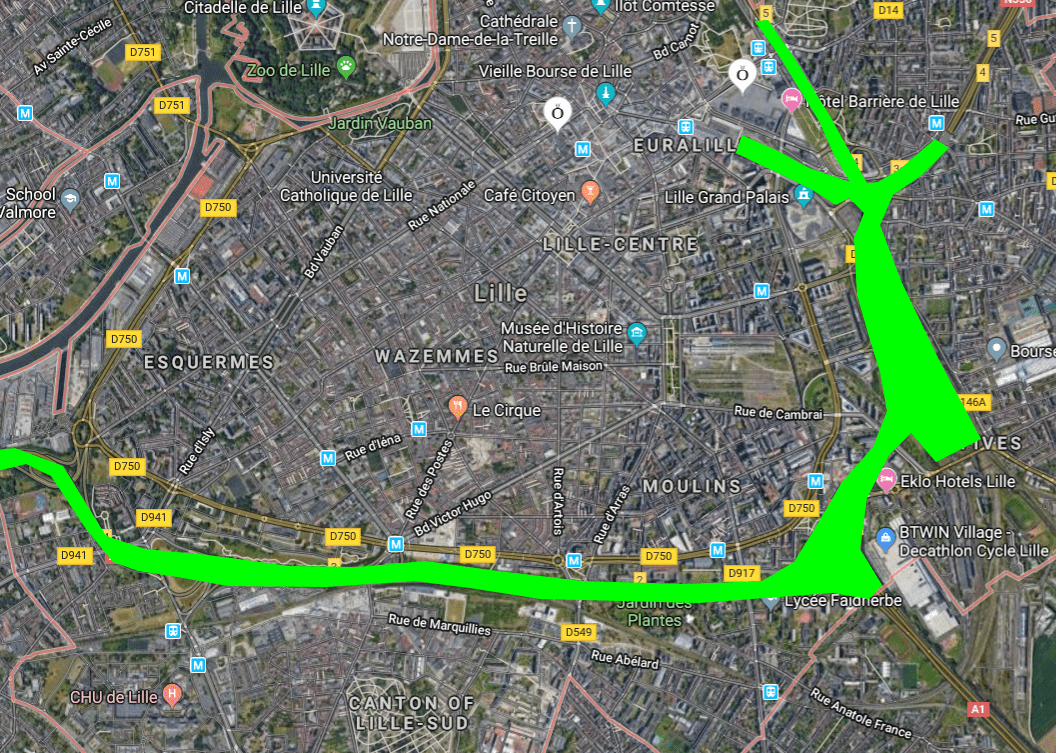 Citadelle de Lille
Ilot Comtesse
5
D14
N356
Cathédrale
Notre-Dame-de-la-Treille
Bd Carnot
5
Av Sainte-Cécile
D751
Zoo de Lille
Vieille Bourse de Lille
4
D751
Hôtel Barrière de Lille
M
Ö
Ö
Jardin Vauban
M
Rue Gu
M
EURALILL
M
Université
Catholique de Lille
School
Valmore
D750
Rue Nationale
Café Citoyen
Lille Grand Palais
M
Bd Vauban
LILLE-CENTRE
M
Lille
M
D750
Musée d'Histoire
Naturelle de Lille
ESQUERMES
WAZEMMES
Rue Brûle Maison
Bourse
Le Cirque
Rue de Cambrai
146A
M
Rue d'Iéna
IVES
Rue d'Isly
M
D750
Rue des Postes
Rue d'Artois
Rue d'Arras
MOULINS
M
Eklo Hotels Lille
Bd Victor Hugo
D941
D750
D750
BTWIN Village -
Decathlon Cycle Lille
D941
M
D750
M
D750
M
D917
2
Lycée Faidherbe
Jardin des
Plantes
Rue de Marquillies
D549
M
Rue Abélard
CHU de Lille
H
CANTON OF
LILLE-SUD
Rue Anatole France
A1